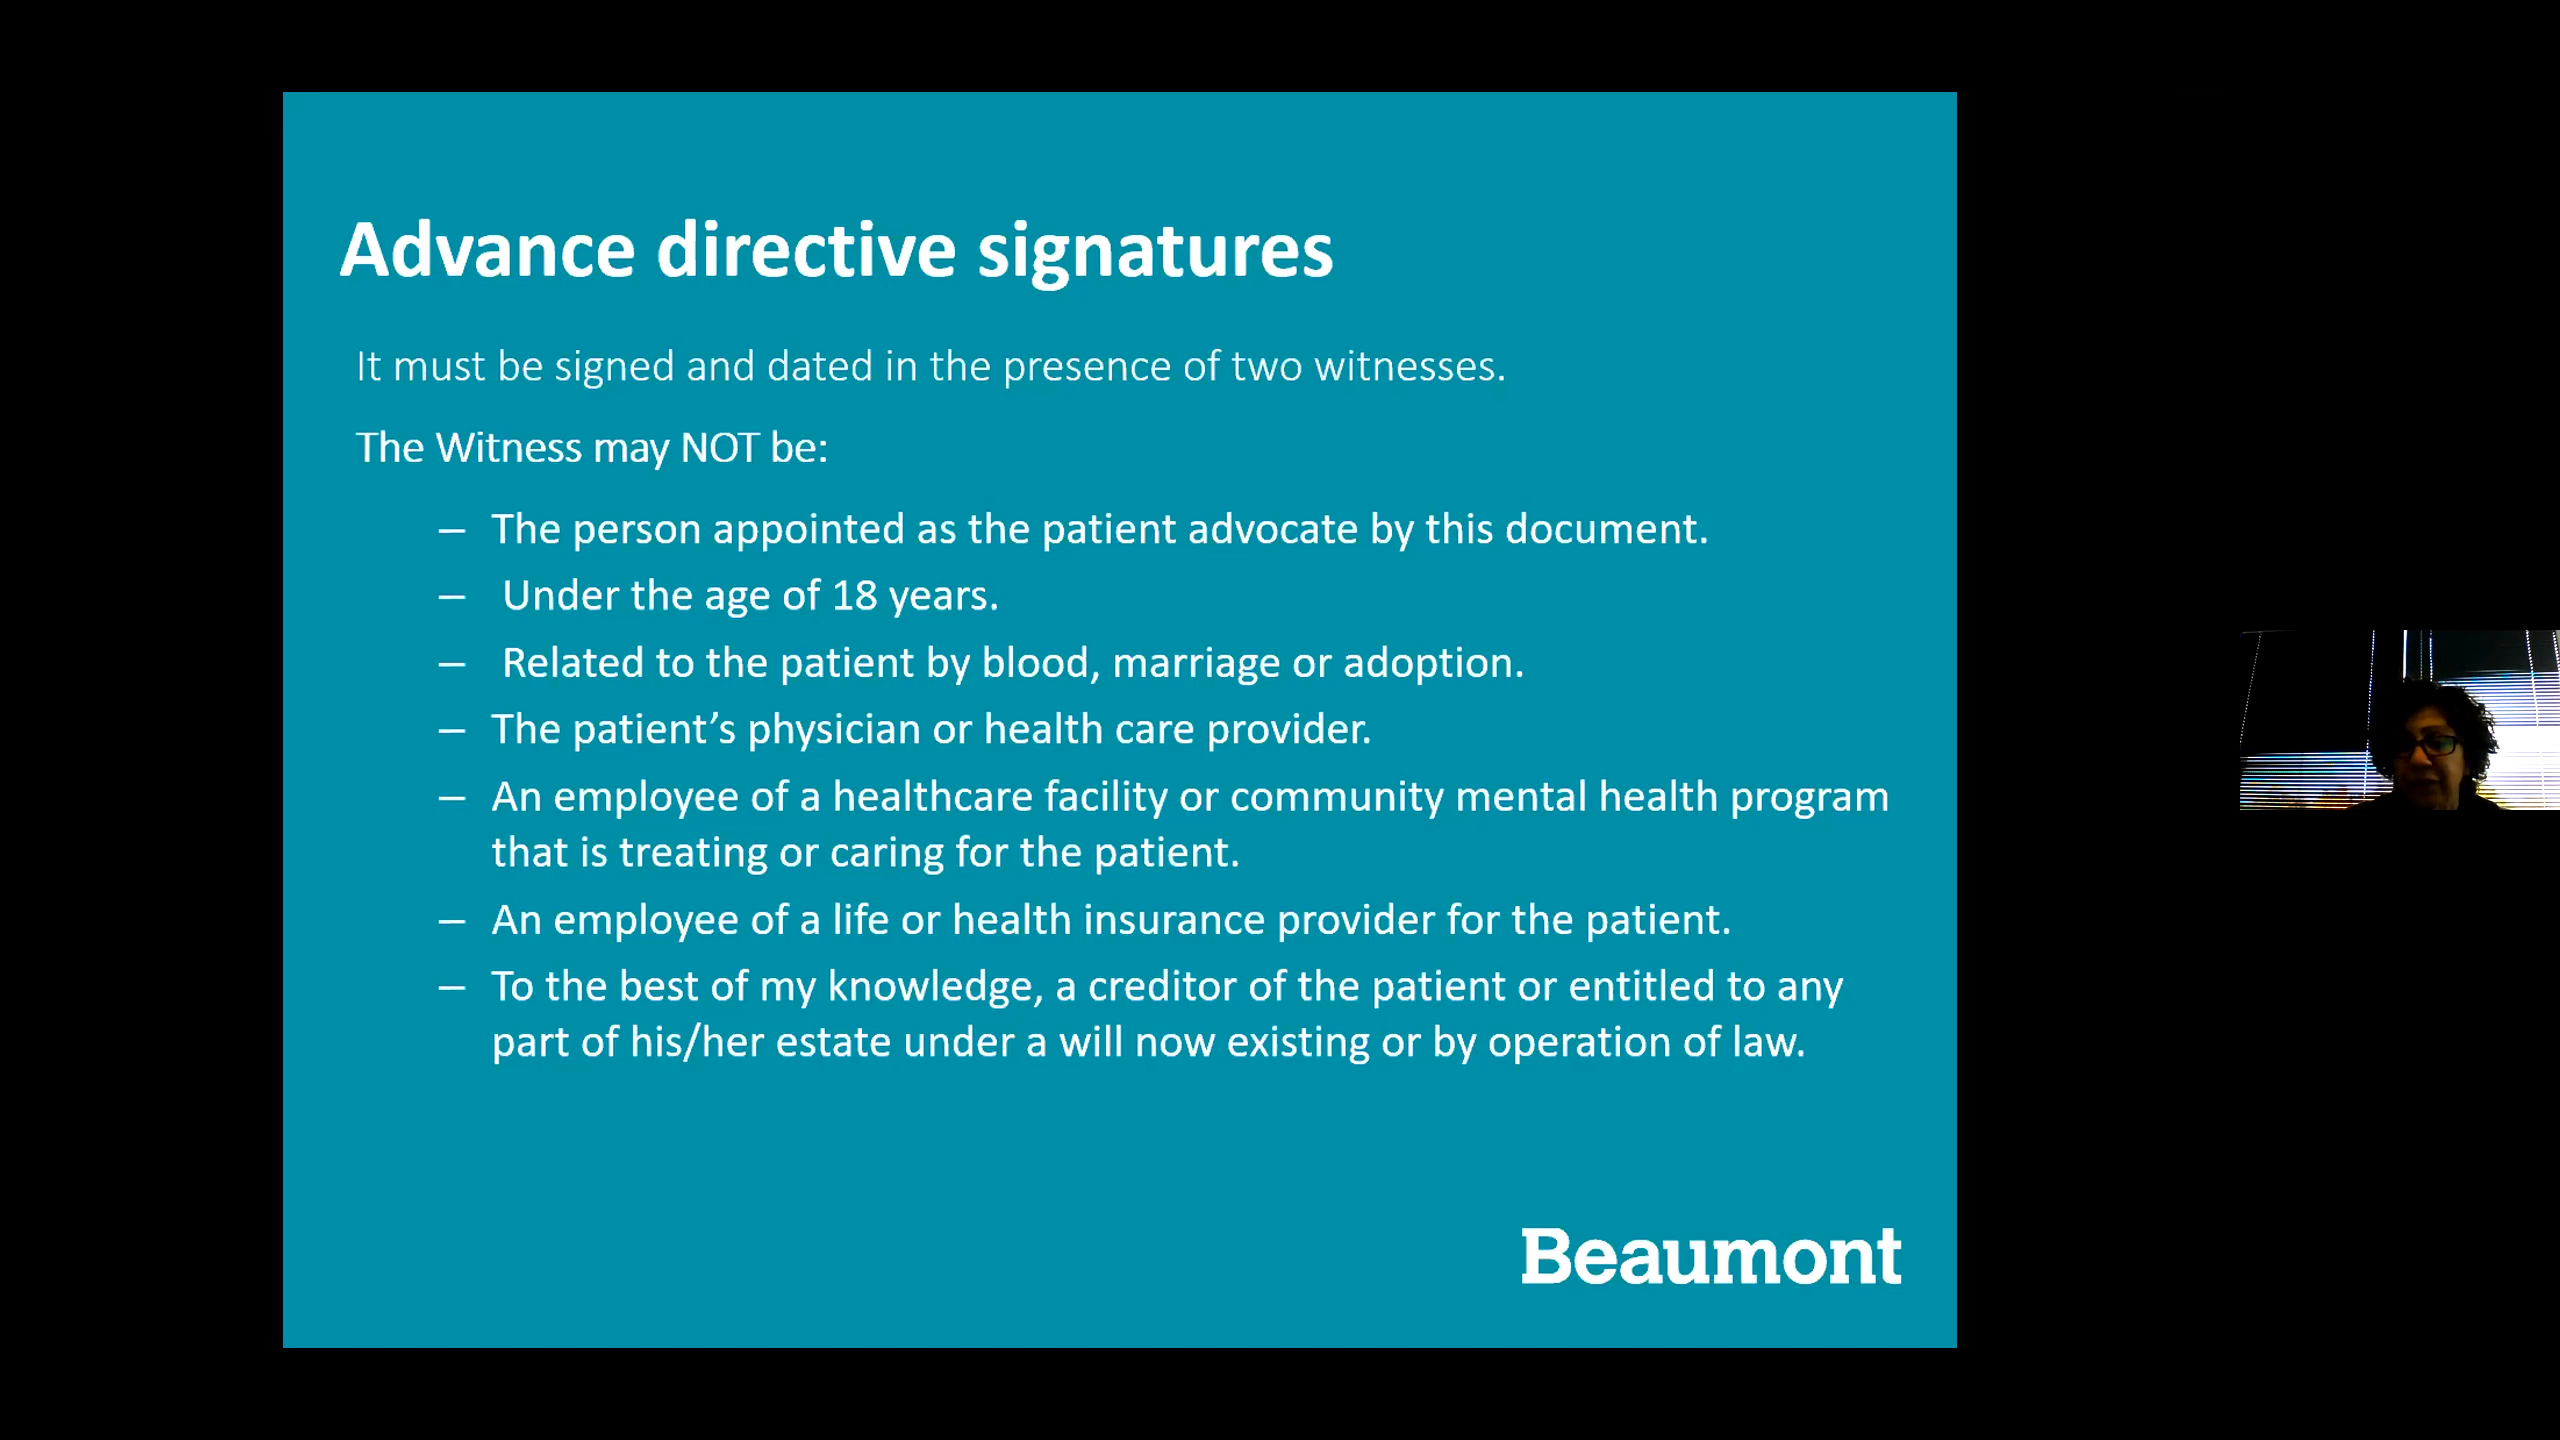 Advance directive signatures
It must be signed and dated in the presence of two witnesses.
The Witness may NOT be:
– The person appointed as the patient advocate by this document.
– Under the age of 18 years.
– Related to the patient by blood, marriage or adoption.
– The patient’s physician or health care provider.
– An employee of a healthcare facility or community mental health program
that is treating or caring for the patient.
– An employee of a life or health insurance provider for the patient.
– To the best of my knowledge, a creditor of the patient or entitled to any
part of his/her estate under a will now existing or by operation of law.
Beaumont